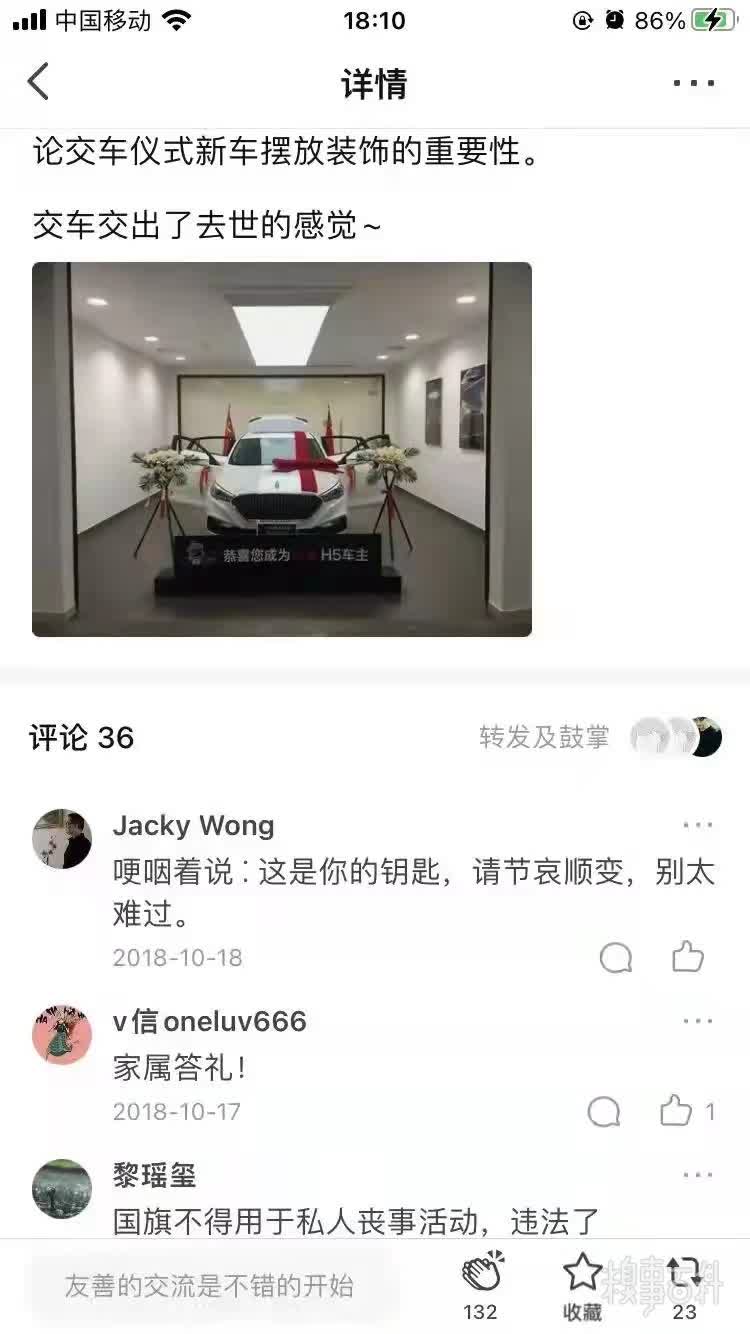 中国移动 18:10 86%
详情
论交车仪式新车摆放装饰的重要性。
交车交出了去世的感觉~
恭喜您成为 H5车主
评论 36 转发及鼓掌
Jacky Wong
哽咽着说：这是你的钥匙，请节哀顺变，别太
难过。
2018-10-18
v信oneluv666
家属答礼！
2018-10-17 1
黎瑶玺
国旗不得用于私人丧事活动，违法了
友善的交流是不错的开始
132 收藏 23
糗事百科